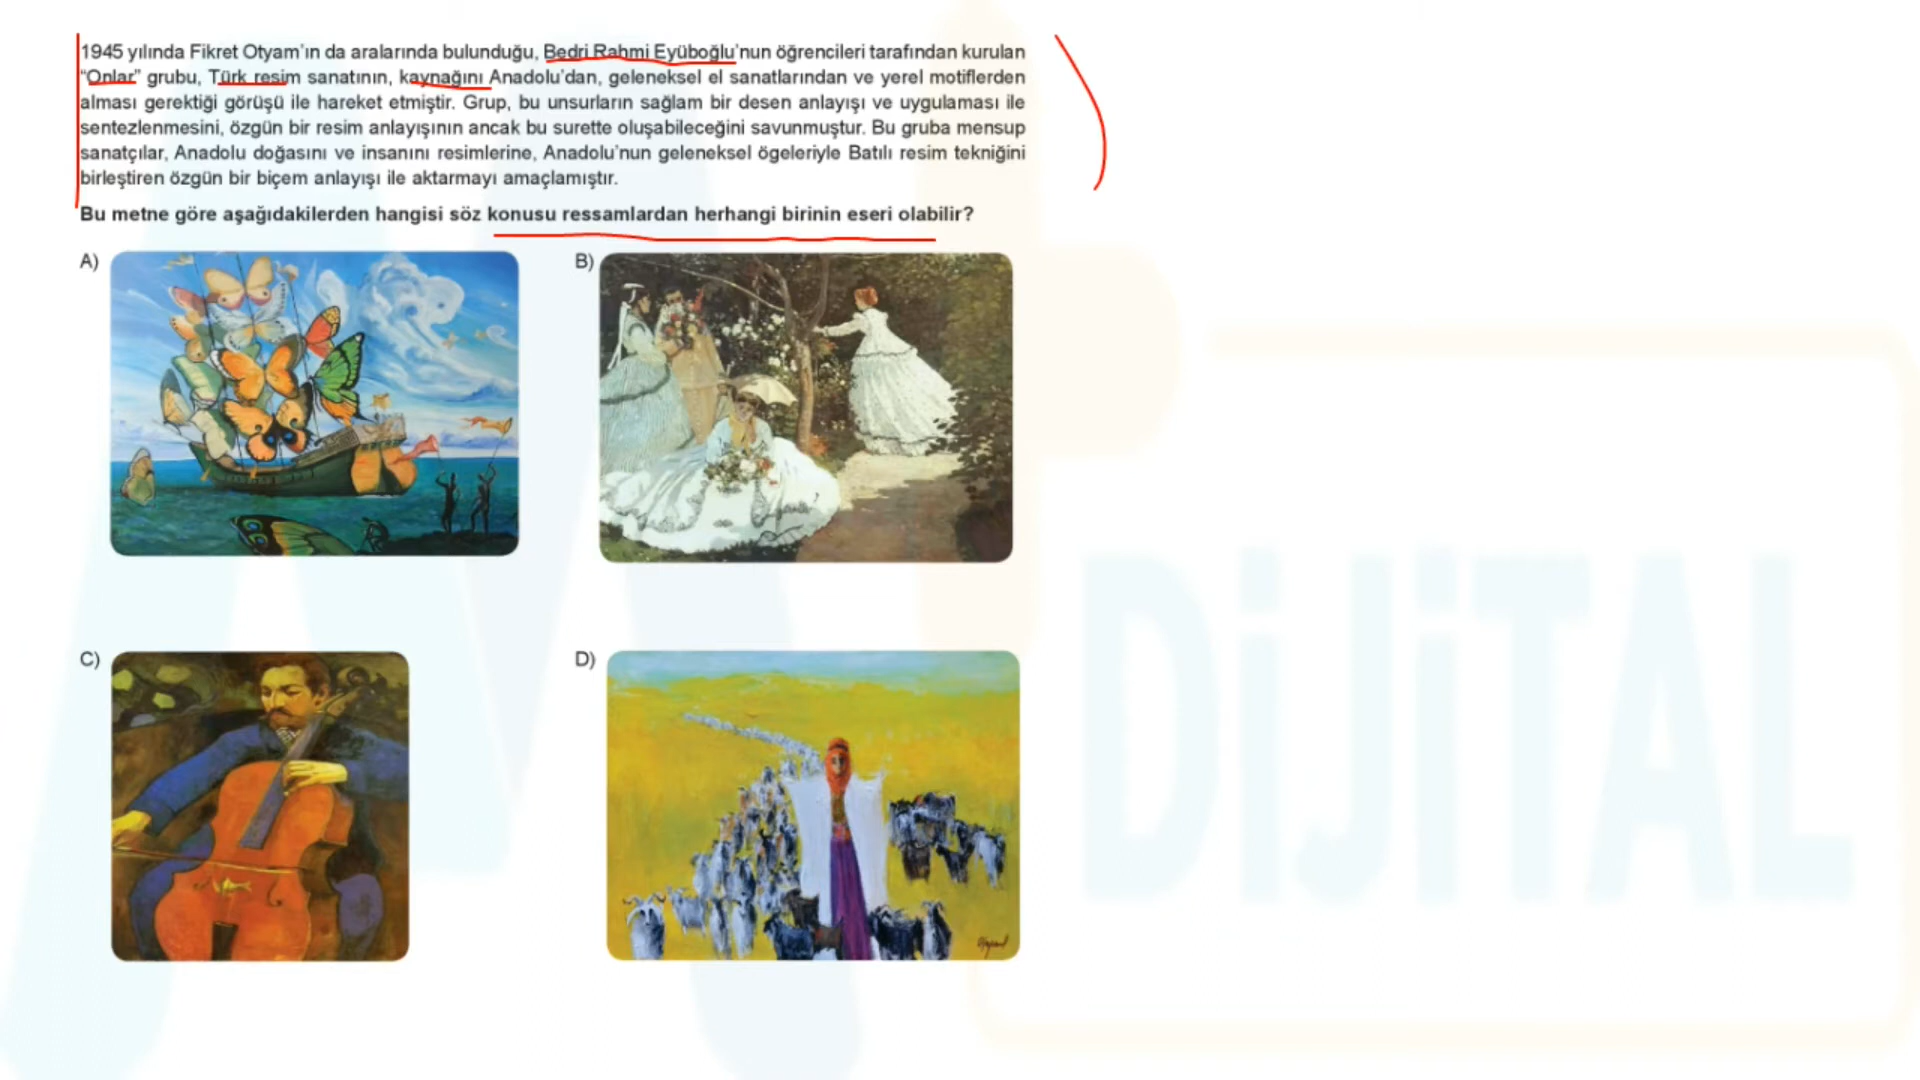 1945 yılında Fikret Otyam’ın da aralarında bulunduğu, Bedri Rahmi Eyüboğlu’nun öğrencileri tarafından kurulan
“Onlar” grubu, Türk resim sanatının, kaynağını Anadolu’dan, geleneksel el sanatlarından ve yerel motiflerden
alması gerektiği görüşü ile hareket etmiştir. Grup, bu unsurların sağlam bir desen anlayışı ve uygulaması ile
sentezlenmesini, özgün bir resim anlayışının ancak bu surette oluşabileceğini savunmuştur. Bu gruba mensup
sanatçılar, Anadolu doğasını ve insanını resimlerine, Anadolu’nun geleneksel ögeleriyle Batılı resim tekniğini
birleştiren özgün bir biçem anlayışı ile aktarmayı amaçlamıştır.
Bu metne göre aşağıdakilerden hangisi söz konusu ressamlardan herhangi birinin eseri olabilir?
A)
B)
C)
D)
DİJİTAL